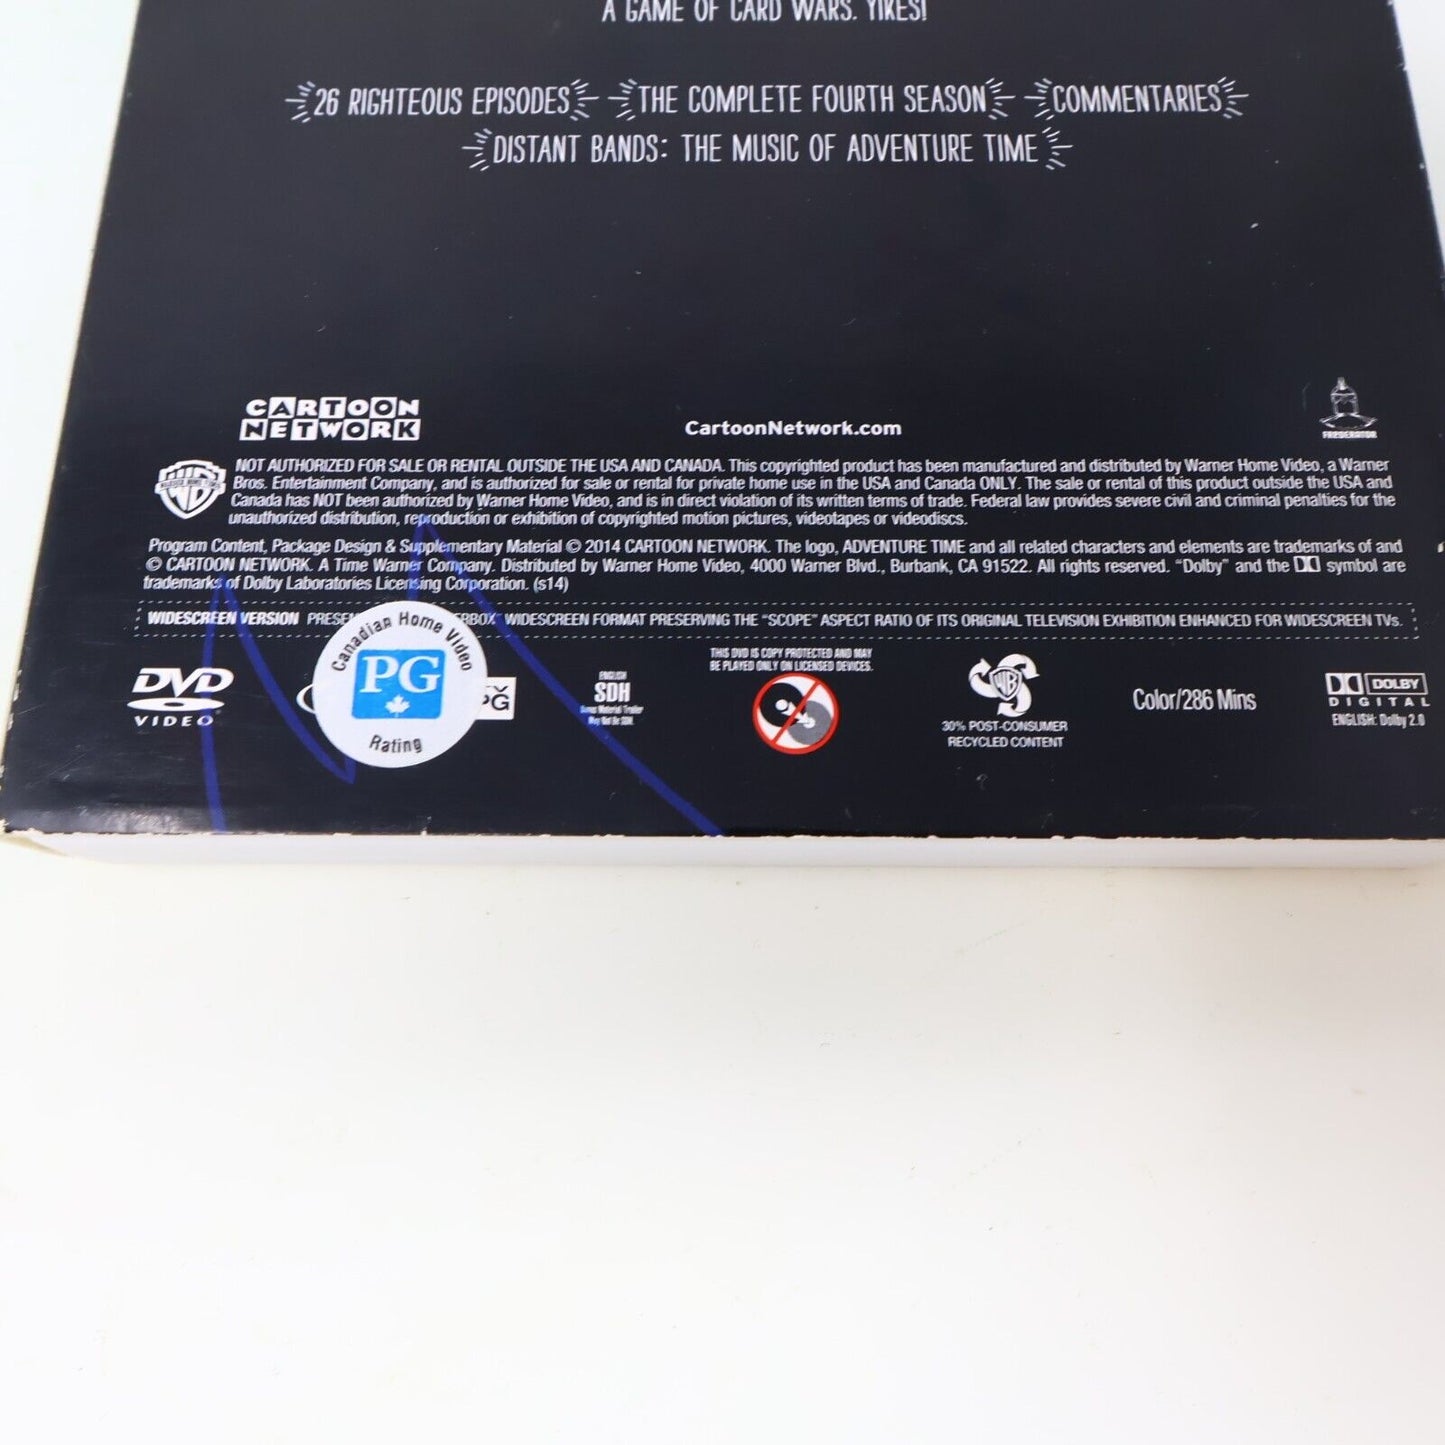 A GAME OF CARD WARS. YIKES!
26 RIGHTEOUS EPISODES THE COMPLETE FOURTH SEASON COMMENTARIES
DISTANT BANDS: THE MUSIC OF ADVENTURE TIME
CARTOON
NETWORK
CartoonNetwork.com
FREDERATOR
NOT AUTHORIZED FOR SALE OR RENTAL OUTSIDE THE USA AND CANADA. This copyrighted product has been manufactured and distributed by Warner Home Video, a Warner
Bros. Entertainment Company, and is authorized for sale or rental for private home use in the USA and Canada ONLY. The sale or rental of this product outside the USA and
Canada has NOT been authorized by Warner Home Video, and is in direct violation of its written terms of trade. Federal law provides severe civil and criminal penalties for the
unauthorized distribution, reproduction or exhibition of copyrighted motion pictures, videotapes or videodiscs.
Program Content, Package Design & Supplementary Material © 2014 CARTOON NETWORK. The logo, ADVENTURE TIME and all related characters and elements are trademarks of and
© CARTOON NETWORK. A Time Warner Company. Distributed by Warner Home Video, 4000 Warner Blvd., Burbank, CA 91522. All rights reserved. "Dolby" and the symbol are
trademarks of Dolby Laboratories Licensing Corporation. (s14)
WIDESCREEN VERSION WIDESCREEN FORMAT PRESERVING THE "SCOPE" ASPECT RATIO OF ITS ORIGINAL TELEVISION EXHIBITION ENHANCED FOR WIDESCREEN TVs.
DVD
VIDEO
Canadian Home Video
PG
Rating
PG
ENGLISH
SDH
Bonus Material Trailer
May Not Be SDH.
THIS DVD IS COPY PROTECTED AND MAY
BE PLAYED ONLY ON LICENSED DEVICES.
WB
30% POST-CONSUMER
RECYCLED CONTENT
Color/286 Mins
DOLBY
DIGITAL
ENGLISH: Dolby 2.0